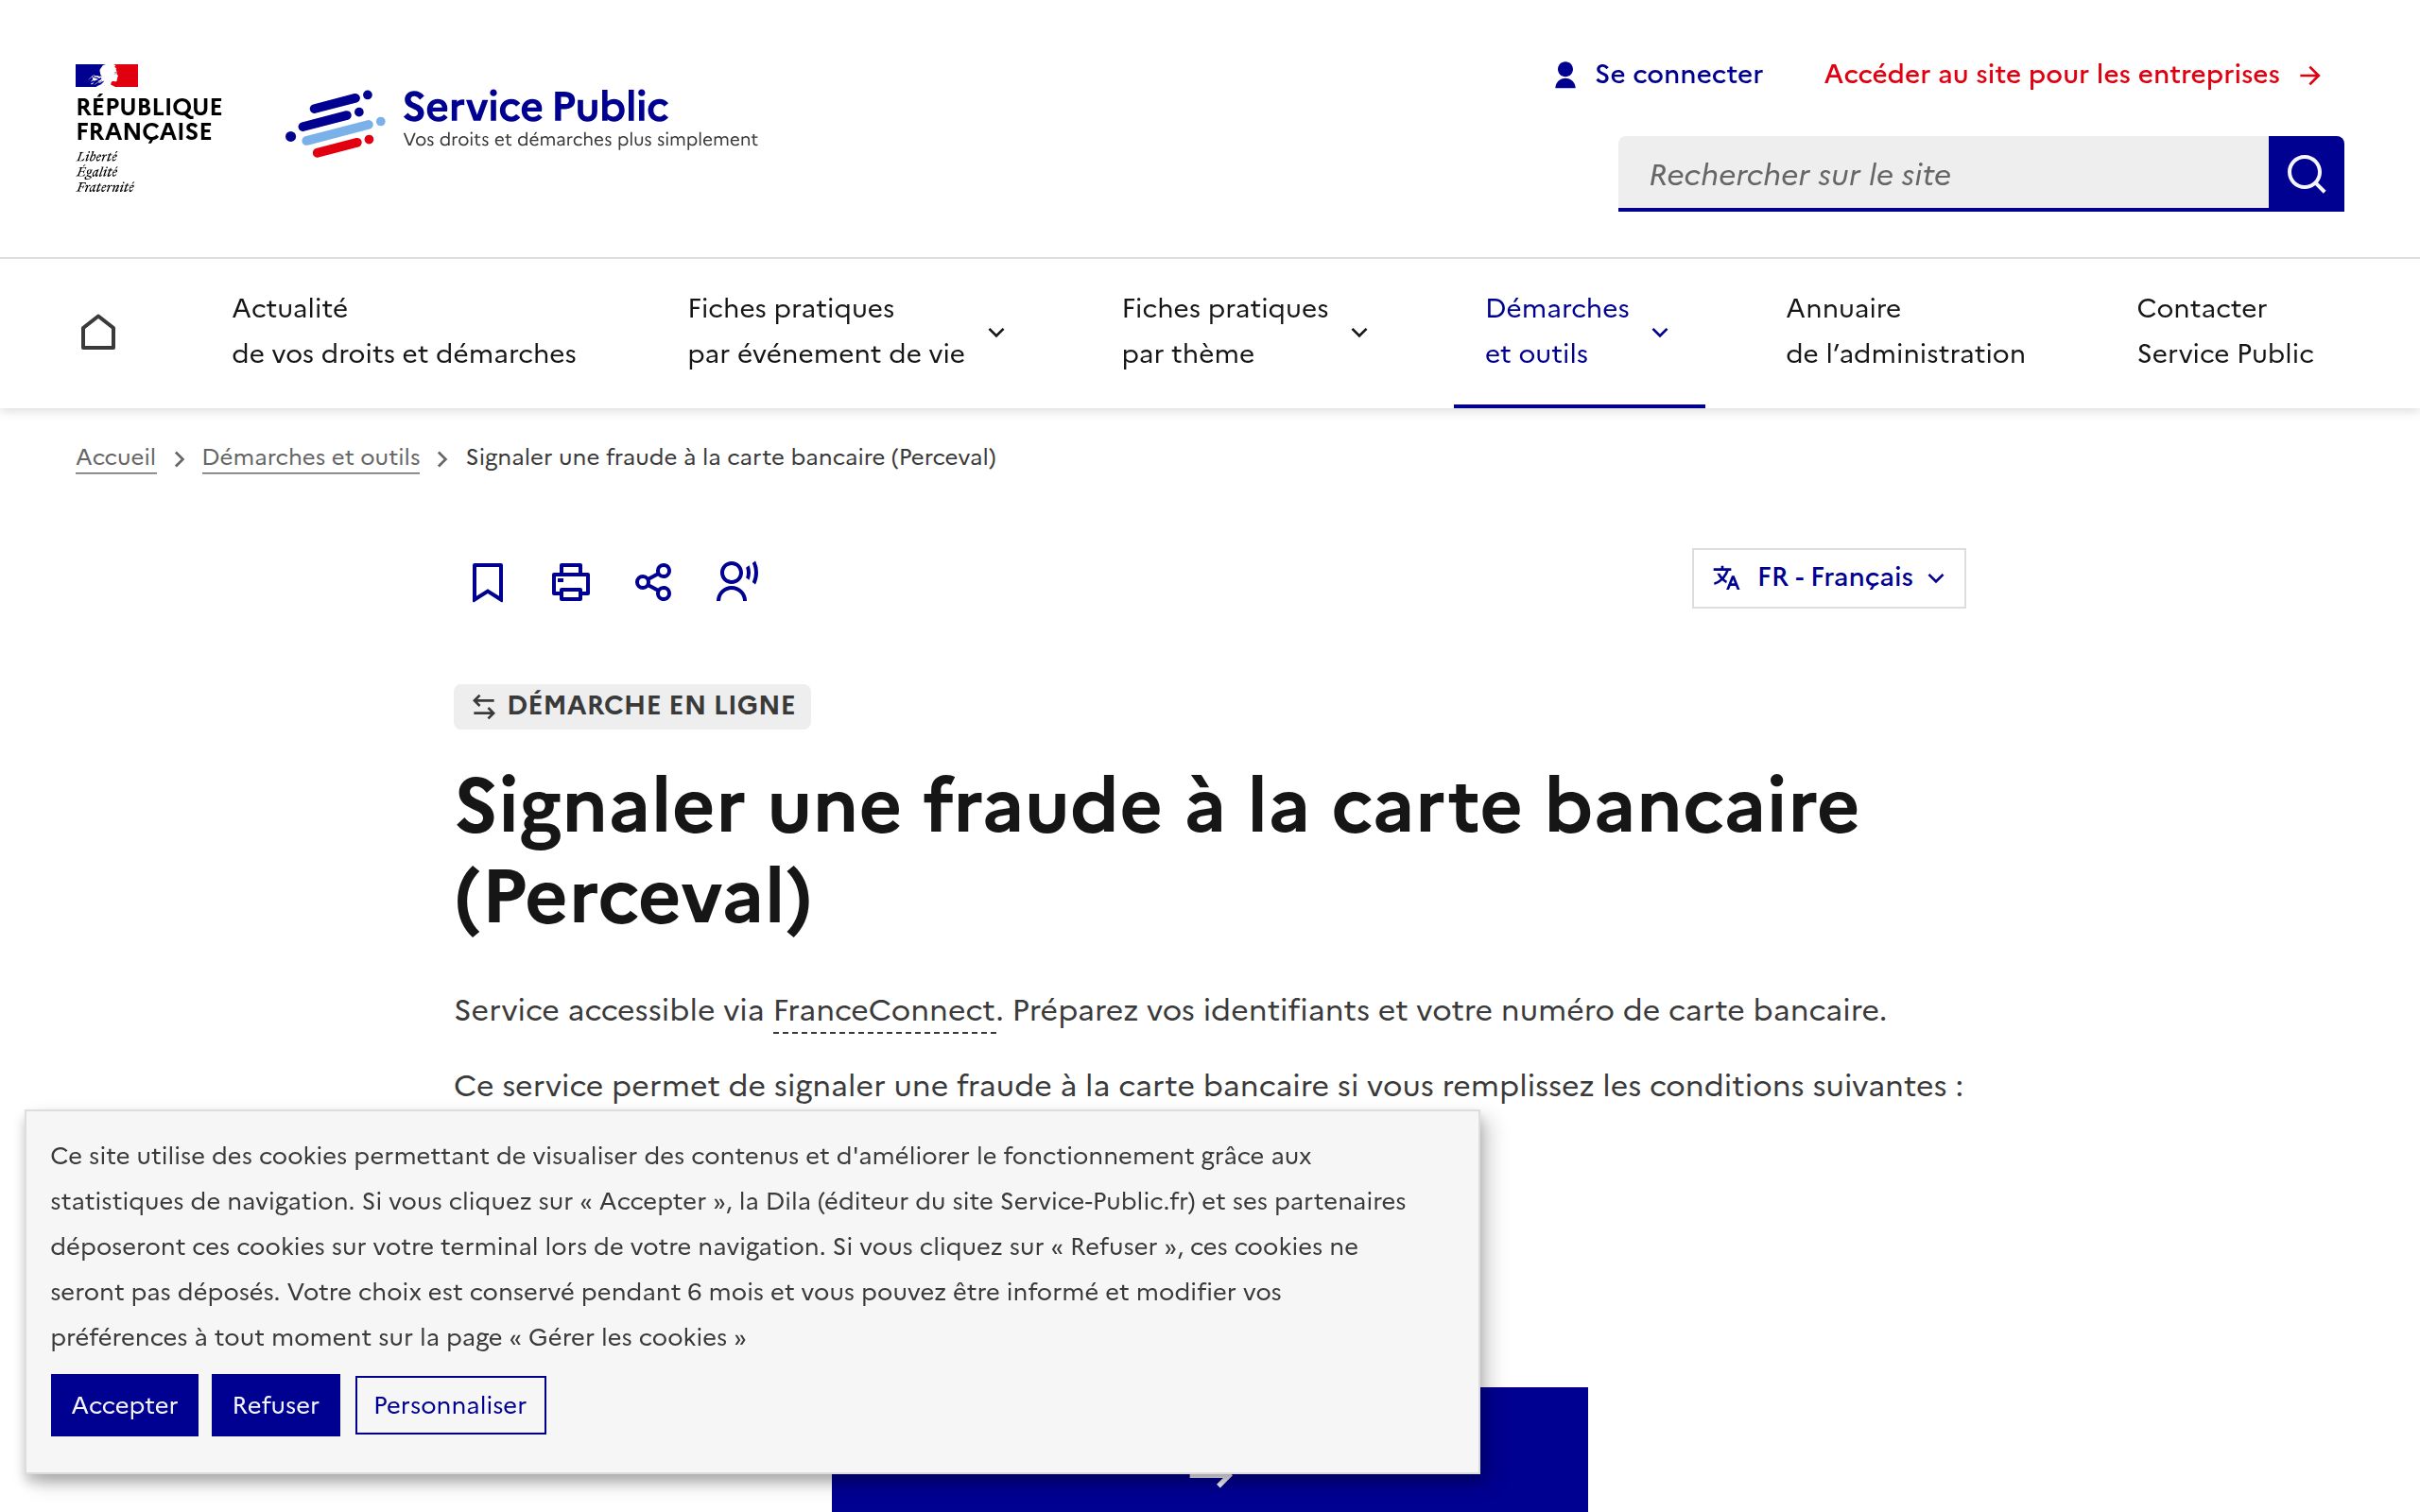 RÉPUBLIQUE
FRANÇAISE
Liberté
Égalité
Fraternité
Service Public
Vos droits et démarches plus simplement
Se connecter
Accéder au site pour les entreprises
Rechercher sur le site
Actualité
de vos droits et démarches
Fiches pratiques
par événement de vie
Fiches pratiques
par thème
Démarches
et outils
Annuaire
de l’administration
Contacter
Service Public
Accueil > Démarches et outils > Signaler une fraude à la carte bancaire (Perceval)
FR - Français
DÉMARCHE EN LIGNE
Signaler une fraude à la carte bancaire
(Perceval)
Service accessible via FranceConnect. Préparez vos identifiants et votre numéro de carte bancaire.
Ce service permet de signaler une fraude à la carte bancaire si vous remplissez les conditions suivantes :
Ce site utilise des cookies permettant de visualiser des contenus et d'améliorer le fonctionnement grâce aux
statistiques de navigation. Si vous cliquez sur « Accepter », la Dila (éditeur du site Service-Public.fr) et ses partenaires
déposeront ces cookies sur votre terminal lors de votre navigation. Si vous cliquez sur « Refuser », ces cookies ne
seront pas déposés. Votre choix est conservé pendant 6 mois et vous pouvez être informé et modifier vos
préférences à tout moment sur la page « Gérer les cookies »
Accepter
Refuser
Personnaliser